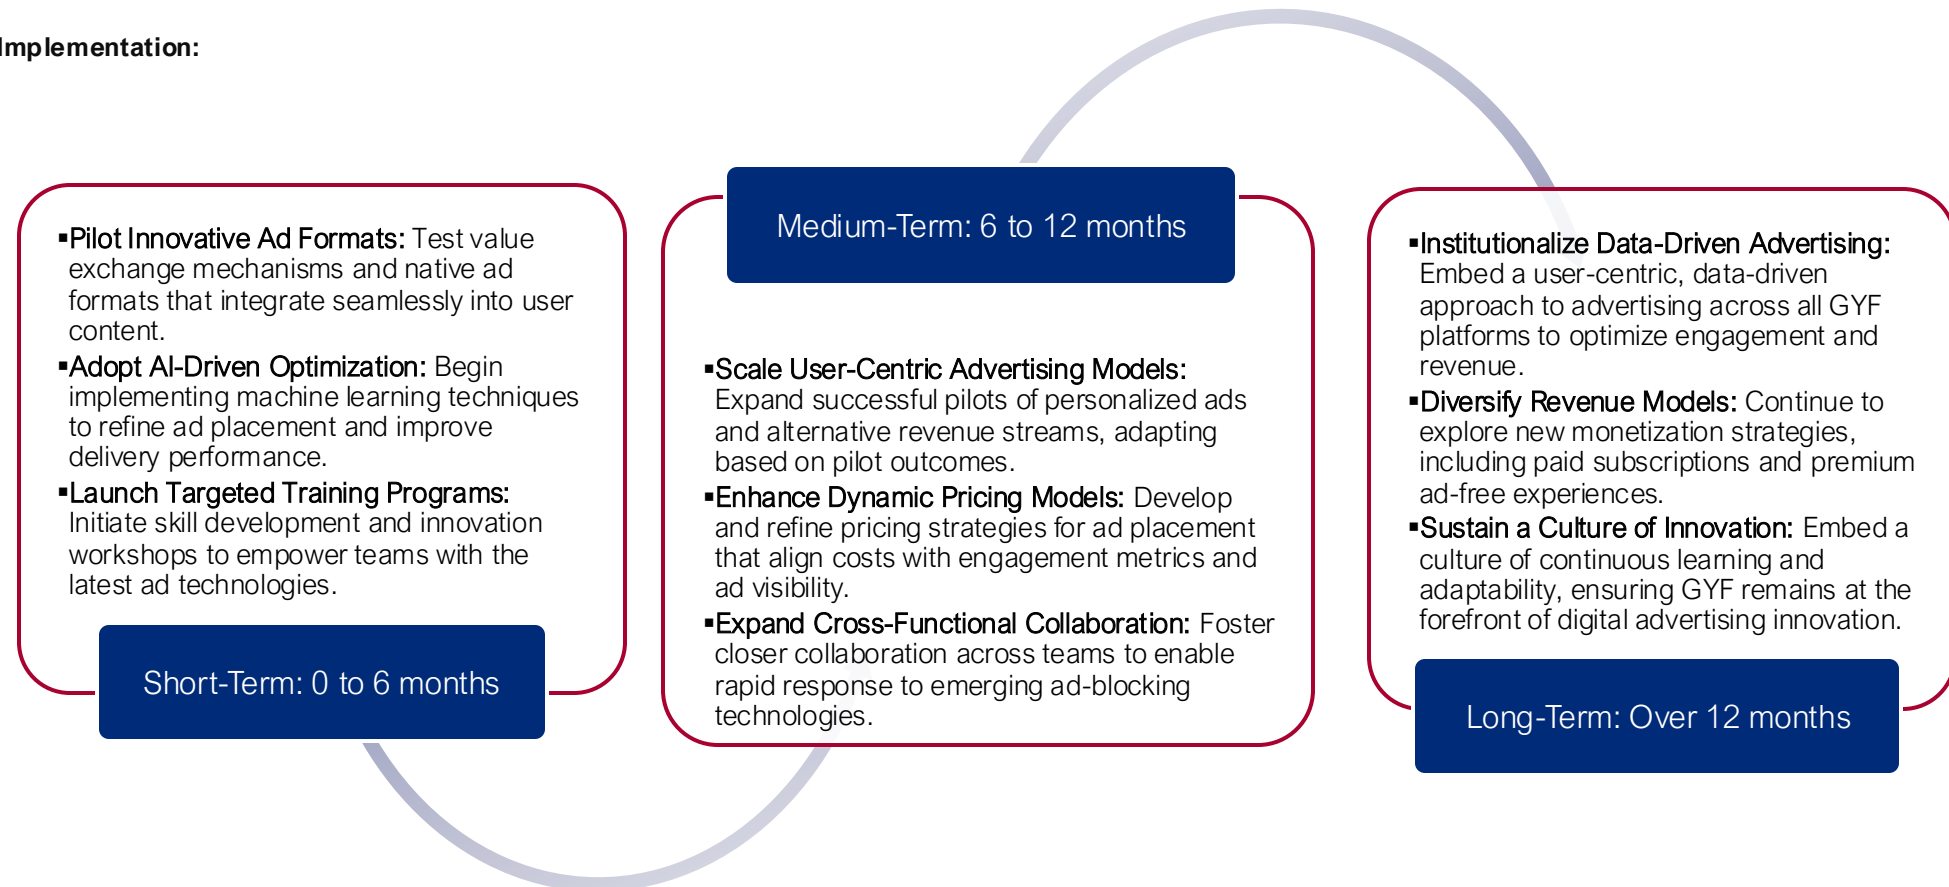 Implementation:
▪Pilot Innovative Ad Formats: Test value
exchange mechanisms and native ad
formats that integrate seamlessly into user
content.
▪Adopt AI-Driven Optimization: Begin
implementing machine learning techniques
to refine ad placement and improve
delivery performance.
▪Launch Targeted Training Programs:
Initiate skill development and innovation
workshops to empower teams with the
latest ad technologies.
Short-Term: 0 to 6 months
Medium-Term: 6 to 12 months
▪Scale User-Centric Advertising Models:
Expand successful pilots of personalized ads
and alternative revenue streams, adapting
based on pilot outcomes.
▪Enhance Dynamic Pricing Models: Develop
and refine pricing strategies for ad placement
that align costs with engagement metrics and
ad visibility.
▪Expand Cross-Functional Collaboration: Foster
closer collaboration across teams to enable
rapid response to emerging ad-blocking
technologies.
▪Institutionalize Data-Driven Advertising:
Embed a user-centric, data-driven
approach to advertising across all GYF
platforms to optimize engagement and
revenue.
▪Diversify Revenue Models: Continue to
explore new monetization strategies,
including paid subscriptions and premium
ad-free experiences.
▪Sustain a Culture of Innovation: Embed a
culture of continuous learning and
adaptability, ensuring GYF remains at the
forefront of digital advertising innovation.
Long-Term: Over 12 months